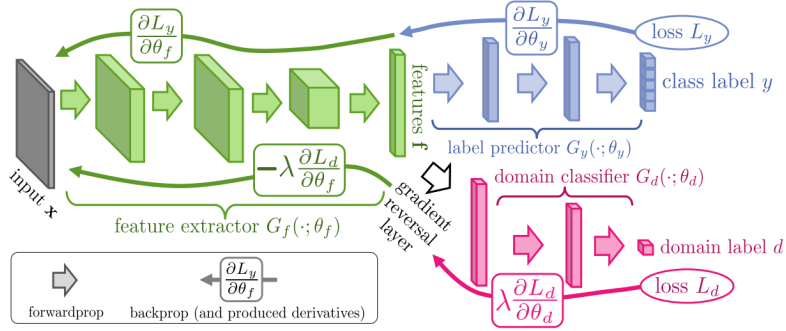 ∂L_y/∂θ_f
∂L_y/∂θ_y
loss L_y
features f
class label y
label predictor G_y(·; θ_y)
−λ ∂L_d/∂θ_f
input x
feature extractor G_f(·; θ_f)
gradient
reversal
layer
domain classifier G_d(·; θ_d)
domain label d
λ ∂L_d/∂θ_d
loss L_d
∂L_y/∂θ_f
forwardprop
backprop (and produced derivatives)